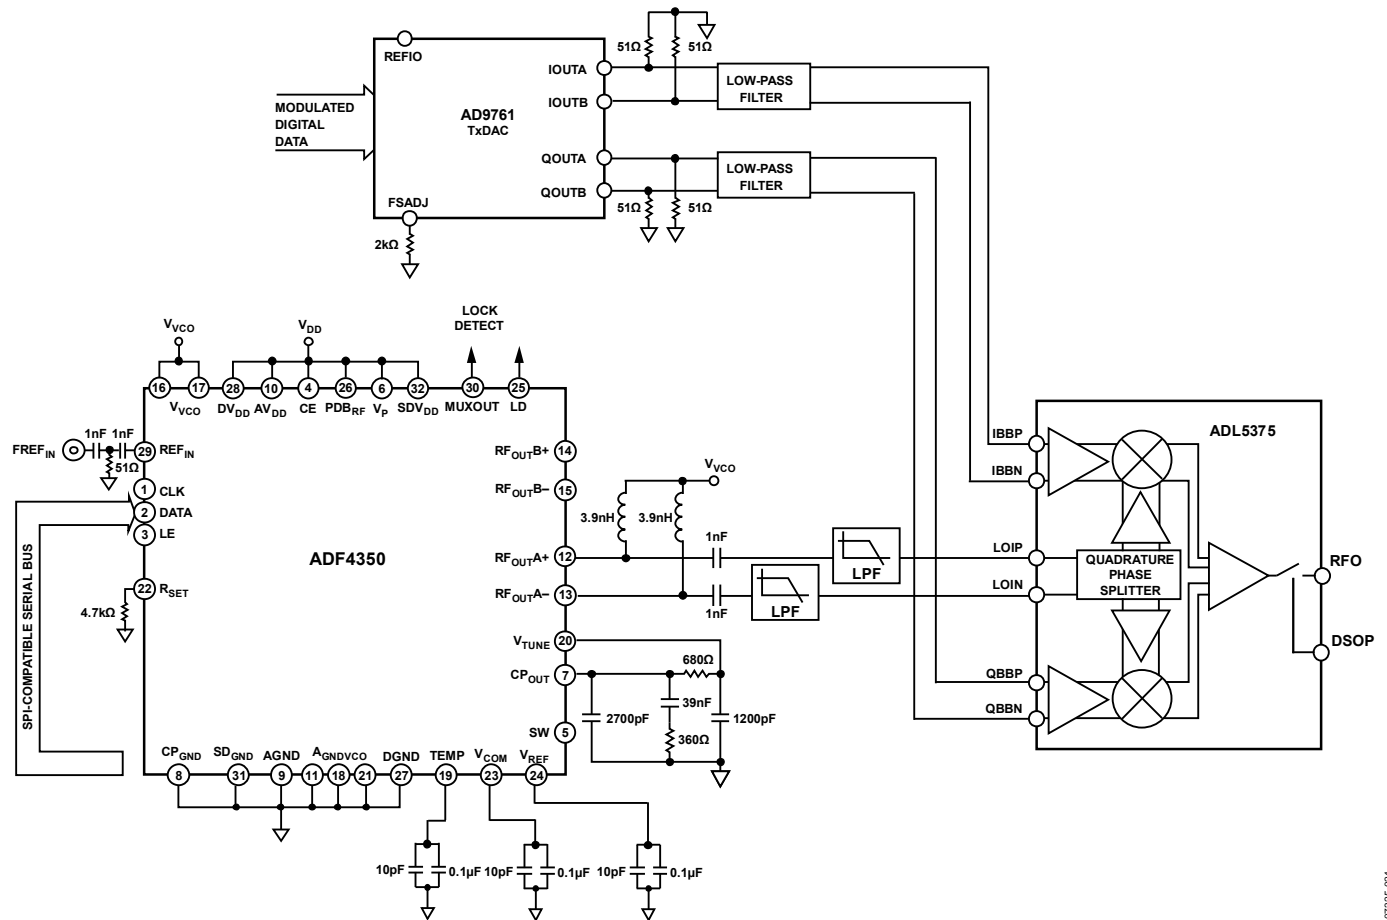 REFIO
MODULATED
DIGITAL
DATA
AD9761
TxDAC
IOUTA
IOUTB
QOUTA
QOUTB
FSADJ
2kΩ
51Ω
51Ω
51Ω
51Ω
LOW-PASS
FILTER
LOW-PASS
FILTER
LOCK
DETECT
VVCO
VDD
16
17
28
10
4
26
6
32
30
25
VVCO
DVDD
AVDD
CE
PDBRF
VP
SDVDD
MUXOUT
LD
FREFIN
1nF
1nF
51Ω
29
REFIN
1
CLK
2
DATA
3
LE
22
RSET
4.7kΩ
SPI-COMPATIBLE SERIAL BUS
ADF4350
RFOUTB+
14
RFOUTB−
15
RFOUTA+
12
RFOUTA−
13
VTUNE
20
CPOUT
7
SW
5
VVCO
3.9nH
3.9nH
1nF
1nF
LPF
LPF
680Ω
39nF
2700pF
1200pF
360Ω
CPGND
SDGND
AGND
AGNDVCO
DGND
TEMP
VCOM
VREF
8
31
9
11
18
21
27
19
23
24
10pF
0.1µF
10pF
0.1µF
10pF
0.1µF
ADL5375
IBBP
IBBN
LOIP
LOIN
QUADRATURE
PHASE
SPLITTER
QBBP
QBBN
RFO
DSOP